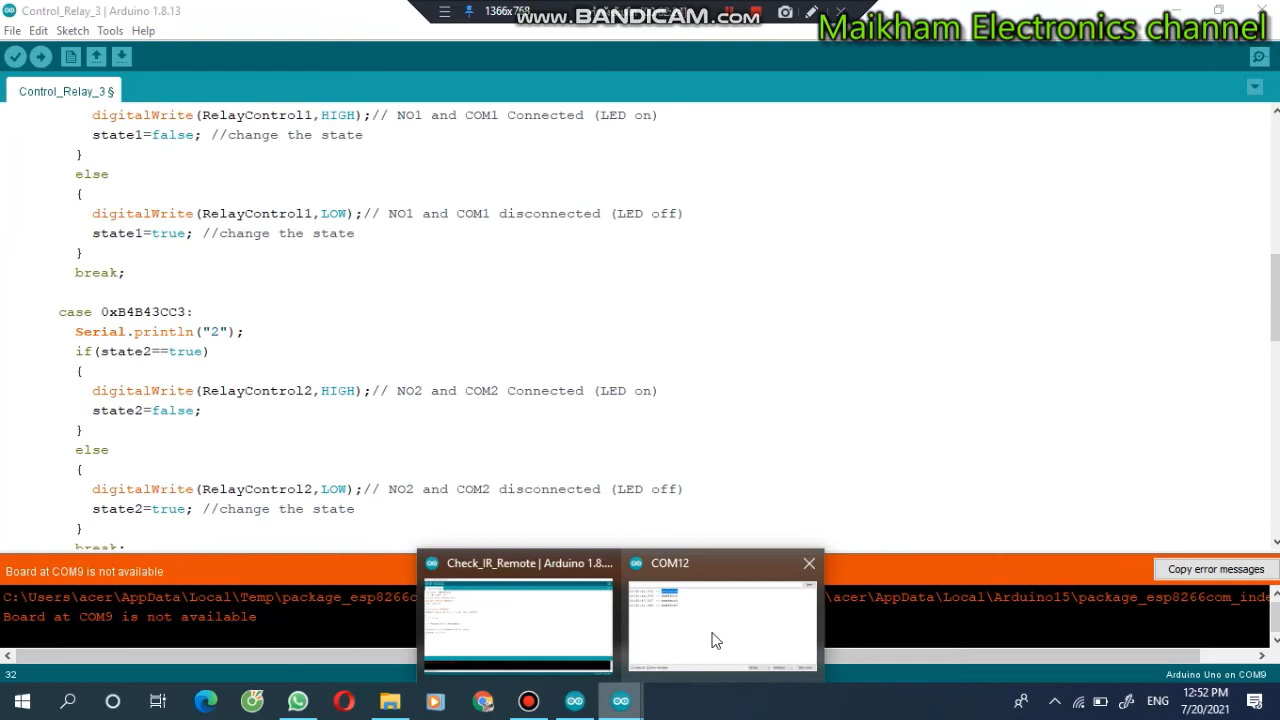 Control_Relay_3 | Arduino 1.8.13
1366x768
www.BANDICAM.com
Maikham Electronics channel
File Edit Sketch Tools Help
Control_Relay_3 §
digitalWrite(RelayControl1,HIGH);// NO1 and COM1 Connected (LED on)
state1=false; //change the state
}
else
{
digitalWrite(RelayControl1,LOW);// NO1 and COM1 disconnected (LED off)
state1=true; //change the state
}
break;
case 0xB4B43CC3:
Serial.println("2");
if(state2==true)
{
digitalWrite(RelayControl2,HIGH);// NO2 and COM2 Connected (LED on)
state2=false;
}
else
{
digitalWrite(RelayControl2,LOW);// NO2 and COM2 disconnected (LED off)
state2=true; //change the state
}
break;
Check_IR_Remote | Arduino 1.8....
COM12
Board at COM9 is not available
Copy error messages
C:\Users\acer\AppData\Local\Temp\package_esp8266c
acer\AppData\Local\Arduino15\package_esp8266com_inde
Board at COM9 is not available
32
Arduino Uno on COM9
ENG
12:52 PM
7/20/2021